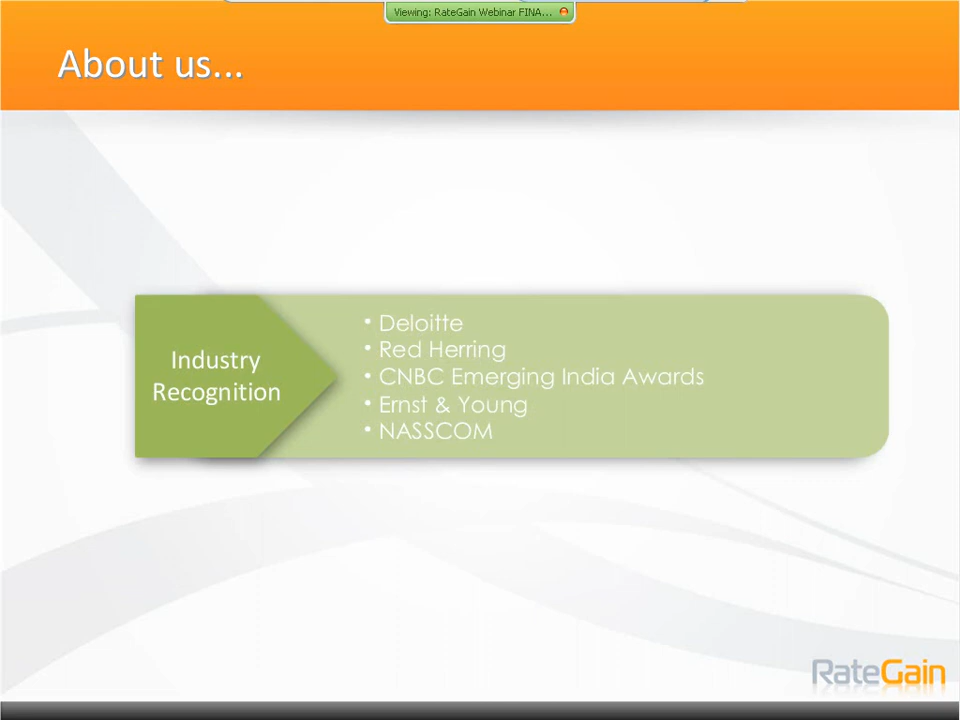 Viewing: RateGain Webinar FINA...
About us...
Industry
Recognition
• Deloitte
• Red Herring
• CNBC Emerging India Awards
• Ernst & Young
• NASSCOM
RateGain